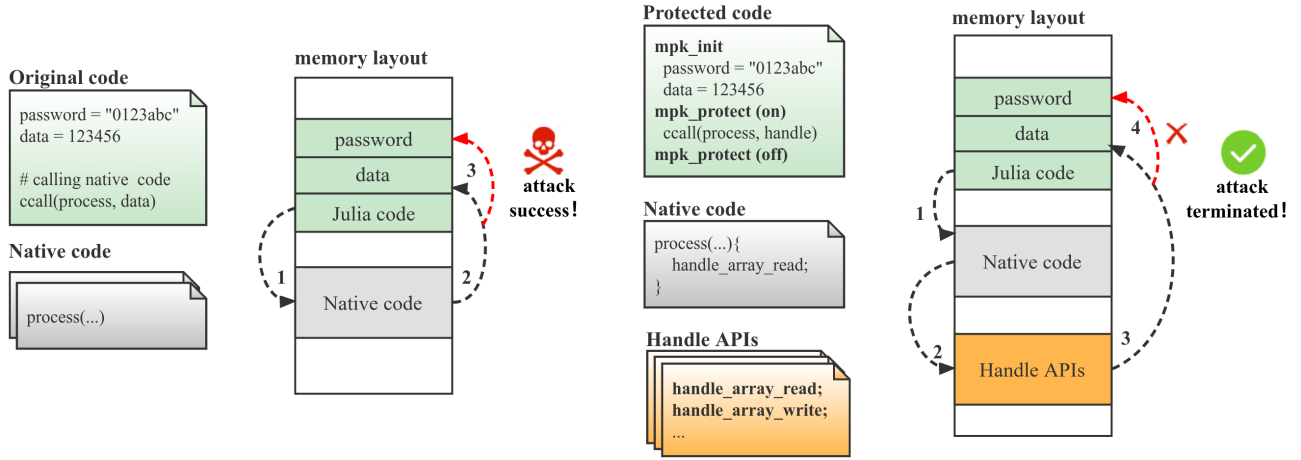 Original code
password = "0123abc"
data = 123456
# calling native code
ccall(process, data)
Native code
process(...)
memory layout
password
data
Julia code
Native code
1
2
3
attack
success!
Protected code
mpk_init
password = "0123abc"
data = 123456
mpk_protect (on)
ccall(process, handle)
mpk_protect (off)
Native code
process(...){
handle_array_read;
}
Handle APIs
handle_array_read;
handle_array_write;
...
memory layout
password
data
Julia code
Native code
Handle APIs
1
2
3
4
attack
terminated!